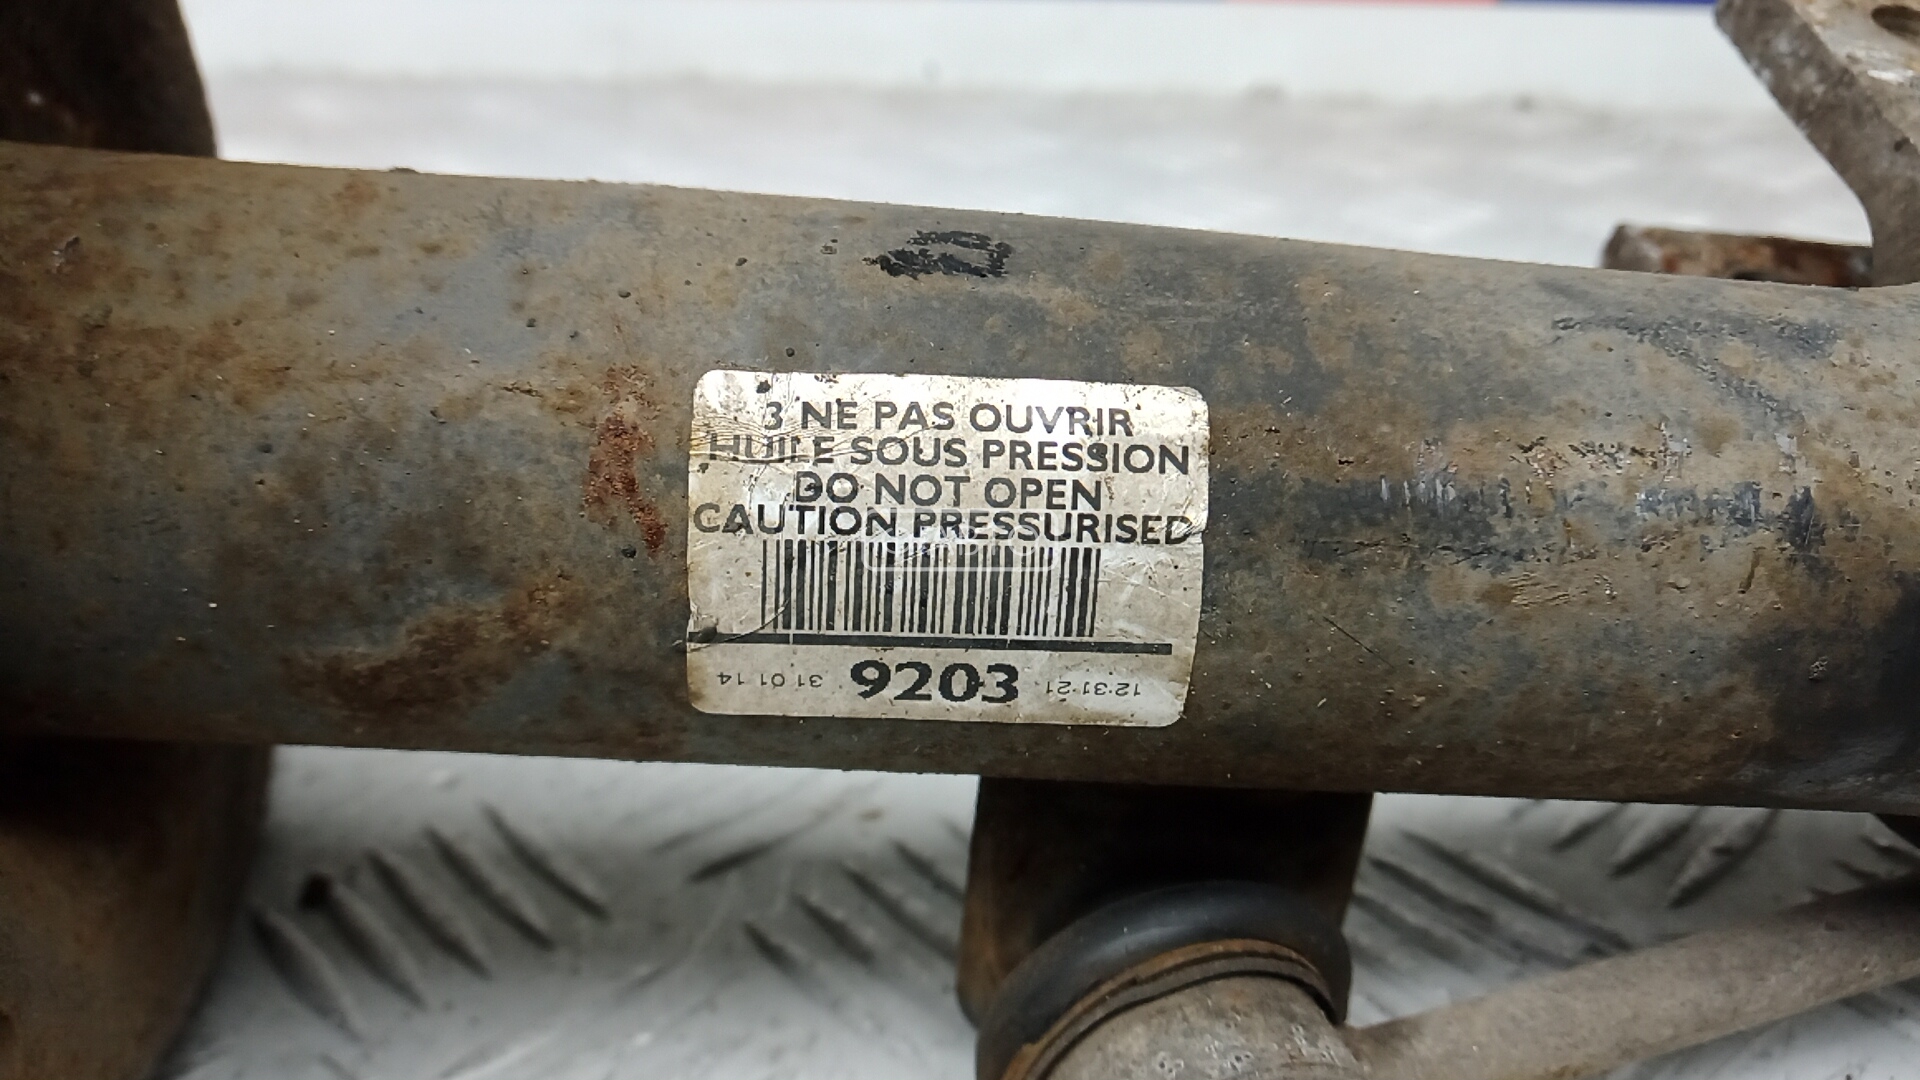 3 NE PAS OUVRIR
HUILE SOUS PRESSION
DO NOT OPEN
CAUTION PRESSURISED
31 01 14 9203 12:31:21